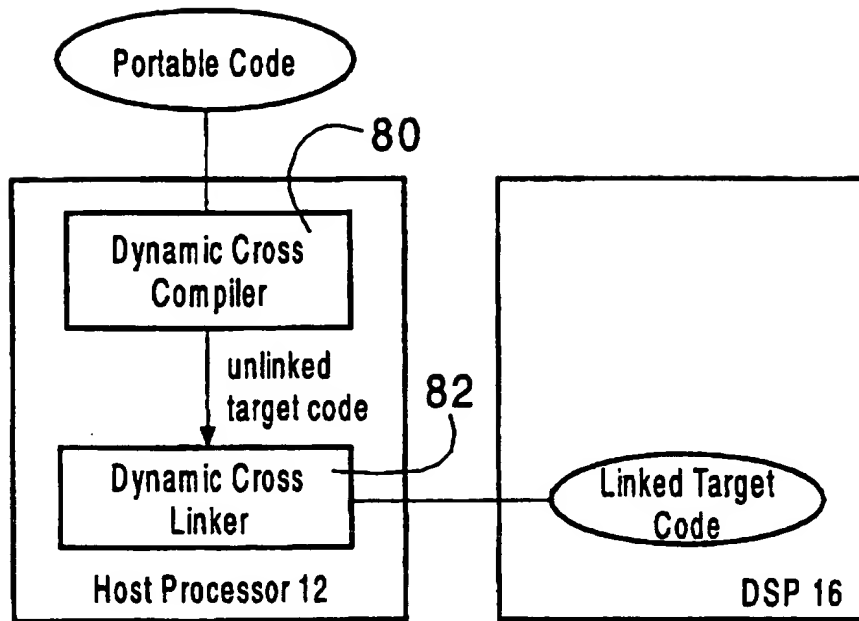 Portable Code
80
Dynamic Cross
Compiler
unlinked
target code
82
Dynamic Cross
Linker
Linked Target
Code
Host Processor 12
DSP 16